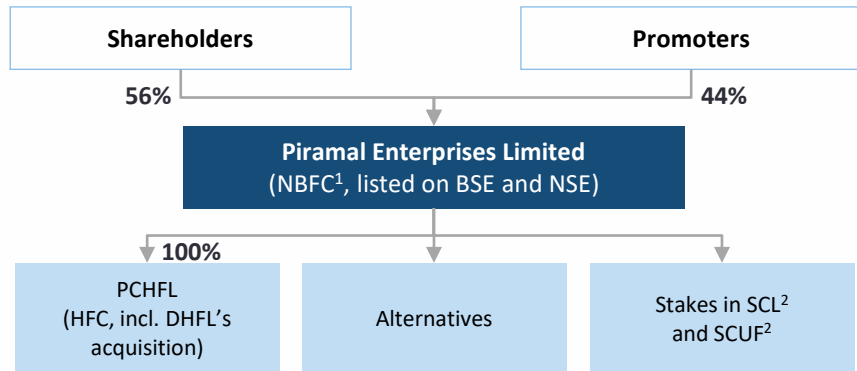 Shareholders
Promoters
56%
44%
Piramal Enterprises Limited
(NBFC¹, listed on BSE and NSE)
100%
PCHFL
(HFC, incl. DHFL’s
acquisition)
Alternatives
Stakes in SCL²
and SCUF²